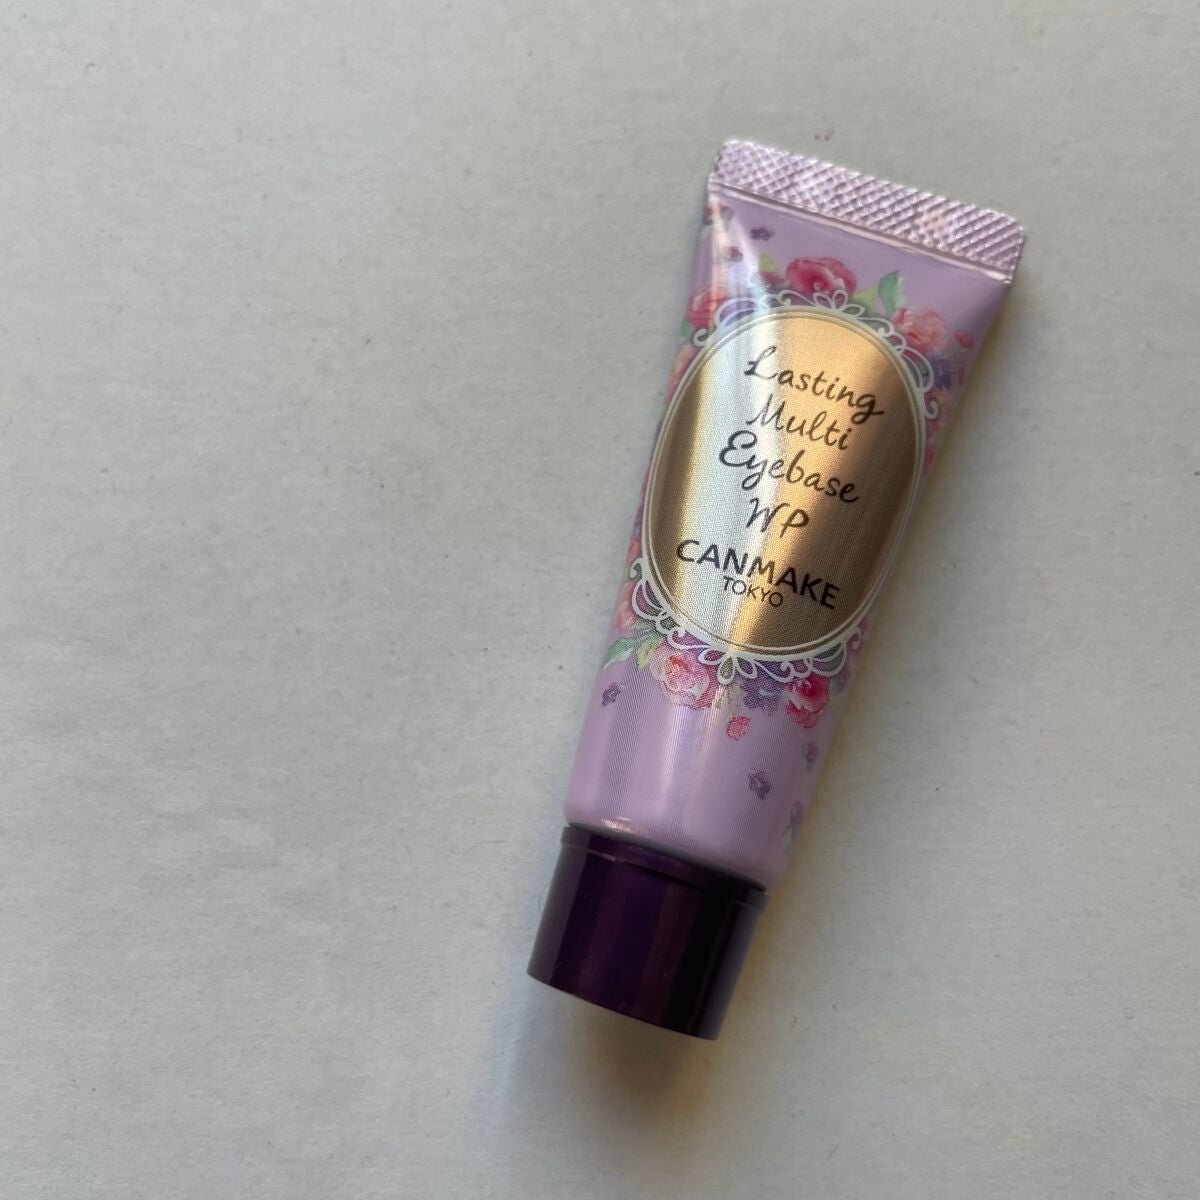 Lasting
Multi
Eyebase
WP
CANMAKE
TOKYO